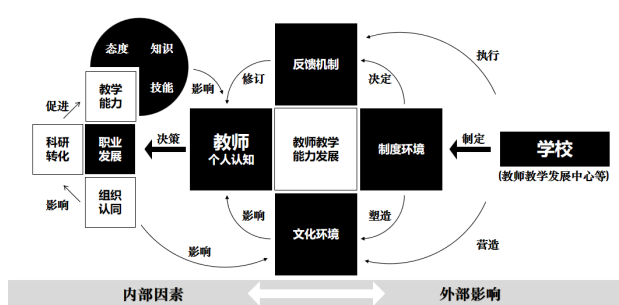 态度 知识
技能
影响
教学
能力
促进
科研
转化
职业
发展
影响
组织
认同
影响
决策
教师
个人认知
修订
反馈机制
决定
教师教学
能力发展
制度环境
影响
塑造
文化环境
执行
制定
学校
(教师教学发展中心等)
营造
内部因素
外部影响